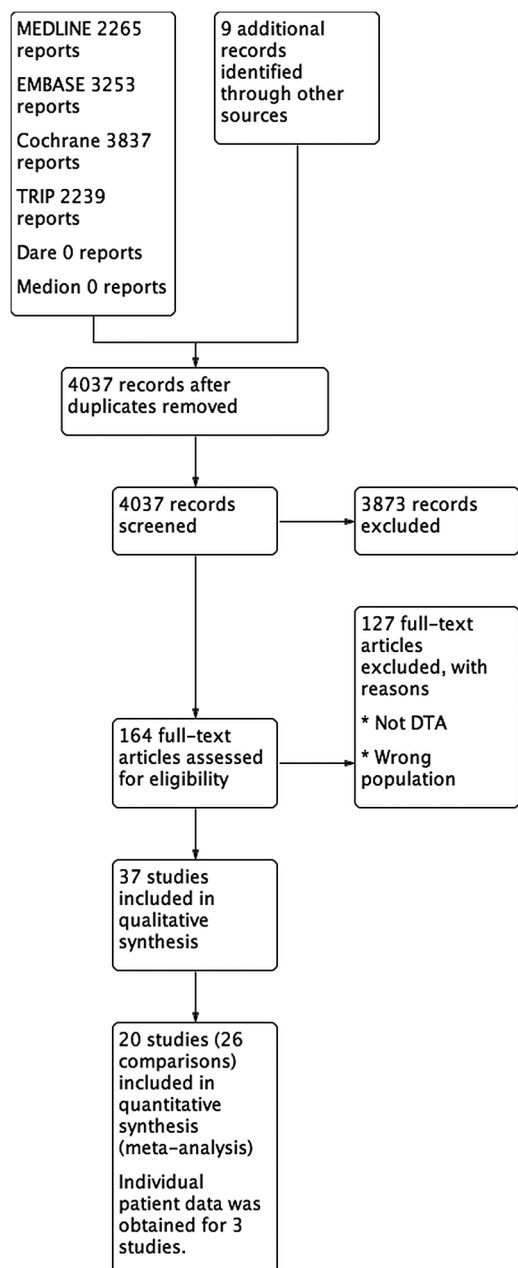 MEDLINE 2265
reports
EMBASE 3253
reports
Cochrane 3837
reports
TRIP 2239
reports
Dare 0 reports
Medion 0 reports
9 additional
records
identified
through other
sources
4037 records after
duplicates removed
4037 records
screened
3873 records
excluded
127 full-text
articles
excluded, with
reasons
* Not DTA
* Wrong
population
164 full-text
articles assessed
for eligibility
37 studies
included in
qualitative
synthesis
20 studies (26
comparisons)
included in
quantitative
synthesis
(meta-analysis)
Individual
patient data was
obtained for 3
studies.